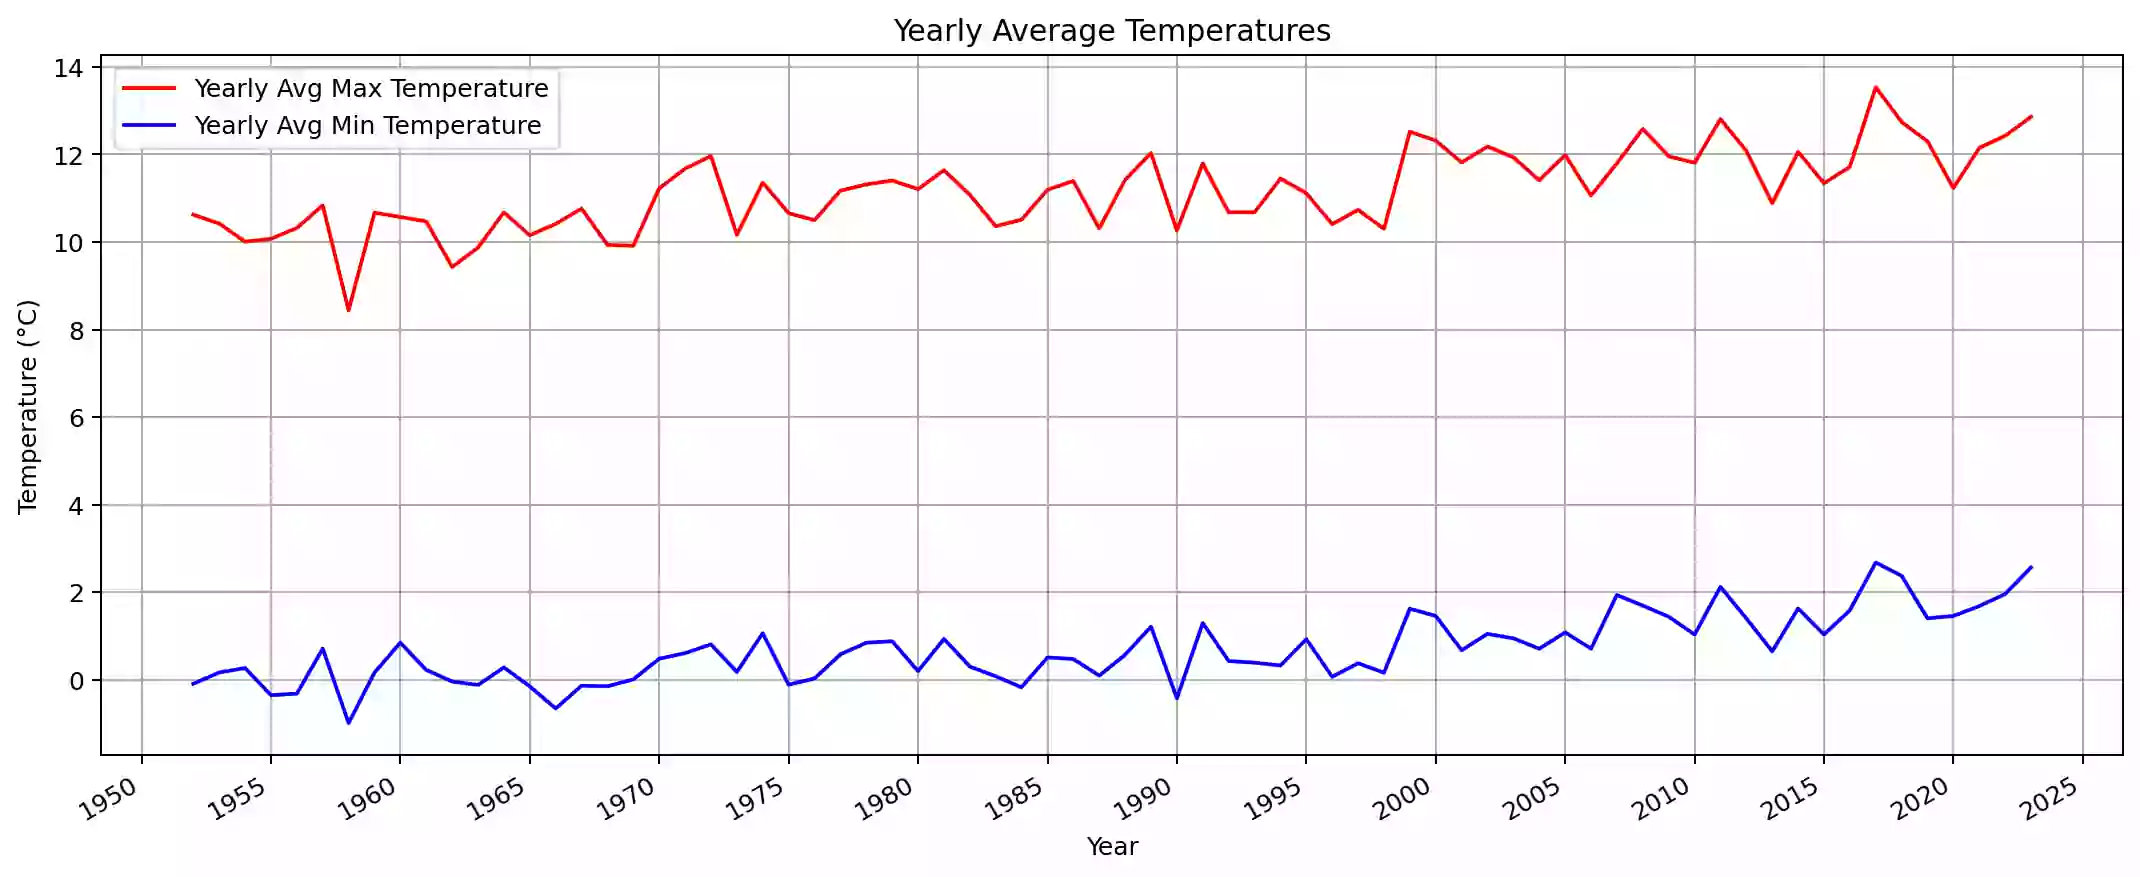 Yearly Average Temperatures
14
Yearly Avg Max Temperature
Yearly Avg Min Temperature
12
10
8
6
4
2
0
Temperature (°C)
1950 1955 1960 1965 1970 1975 1980 1985 1990 1995 2000 2005 2010 2015 2020 2025
Year